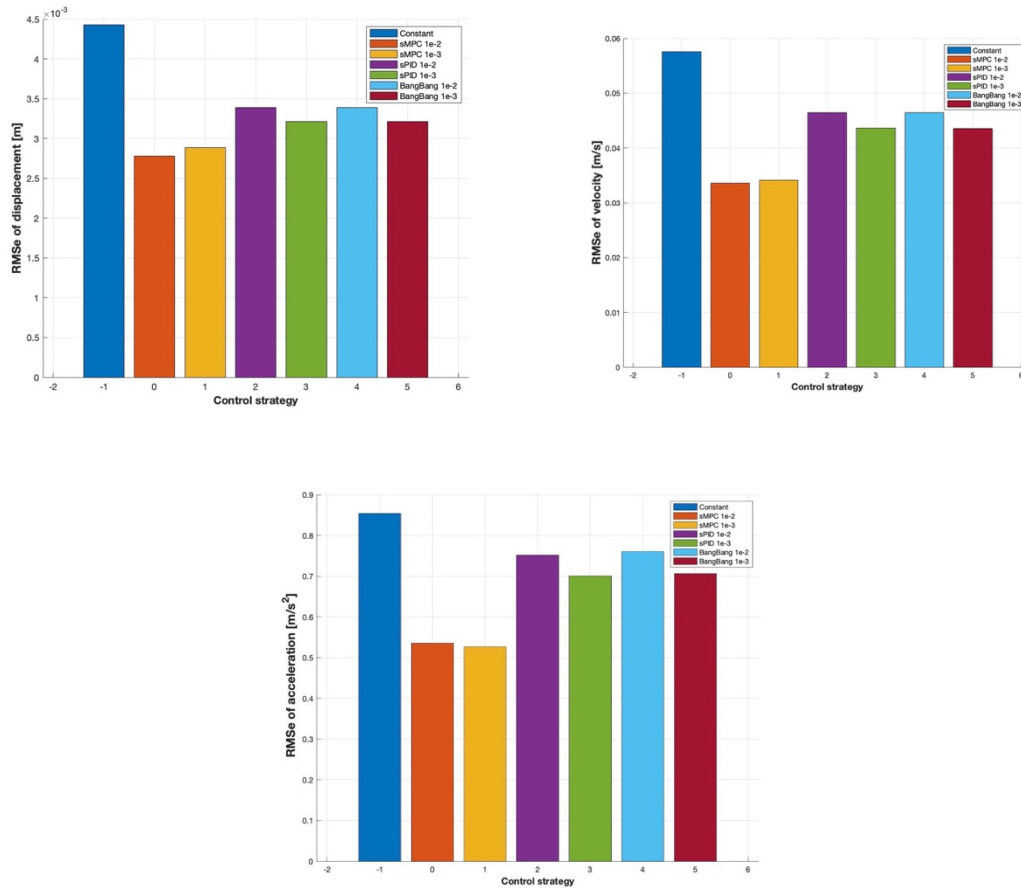 ×10⁻³
4.5
4
3.5
3
2.5
2
1.5
1
0.5
0
RMSe of displacement [m]
Constant
sMPC 1e-2
sMPC 1e-3
sPID 1e-2
sPID 1e-3
BangBang 1e-2
BangBang 1e-3
-2 -1 0 1 2 3 4 5 6
Control strategy
0.06
0.05
0.04
0.03
0.02
0.01
0
RMSe of velocity [m/s]
Constant
sMPC 1e-2
sMPC 1e-3
sPID 1e-2
sPID 1e-3
BangBang 1e-2
BangBang 1e-3
-2 -1 0 1 2 3 4 5 6
Control strategy
0.9
0.8
0.7
0.6
0.5
0.4
0.3
0.2
0.1
0
RMSe of acceleration [m/s²]
Constant
sMPC 1e-2
sMPC 1e-3
sPID 1e-2
sPID 1e-3
BangBang 1e-2
BangBang 1e-3
-2 -1 0 1 2 3 4 5 6
Control strategy